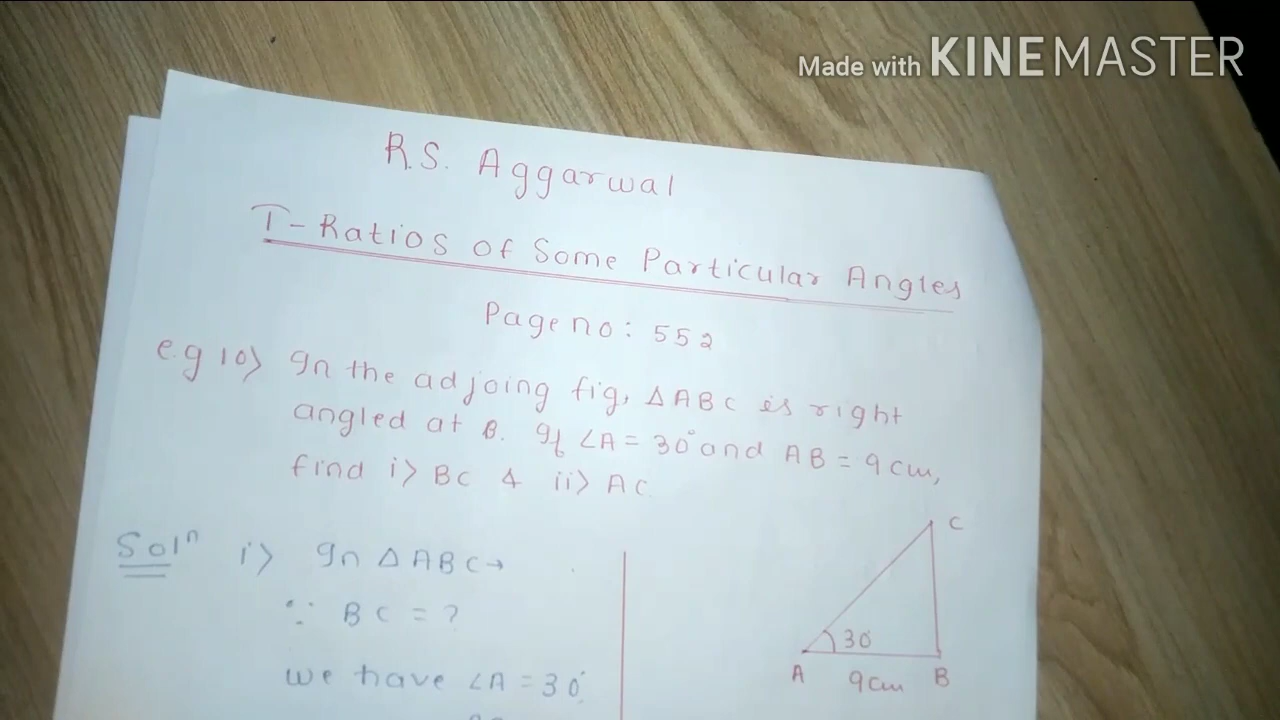 Made with KINEMASTER
R.S. Aggarwal
T-Ratios of Some Particular Angles
Page no: 552
e.g 10> In the adjoing fig, ΔABC is right
angled at B. If ∠A = 30° and AB = 9cm,
find i> BC & ii> AC
Solⁿ i> In ΔABC→
∵ BC = ?
we have ∠A = 30°
C
30°
A 9cm B